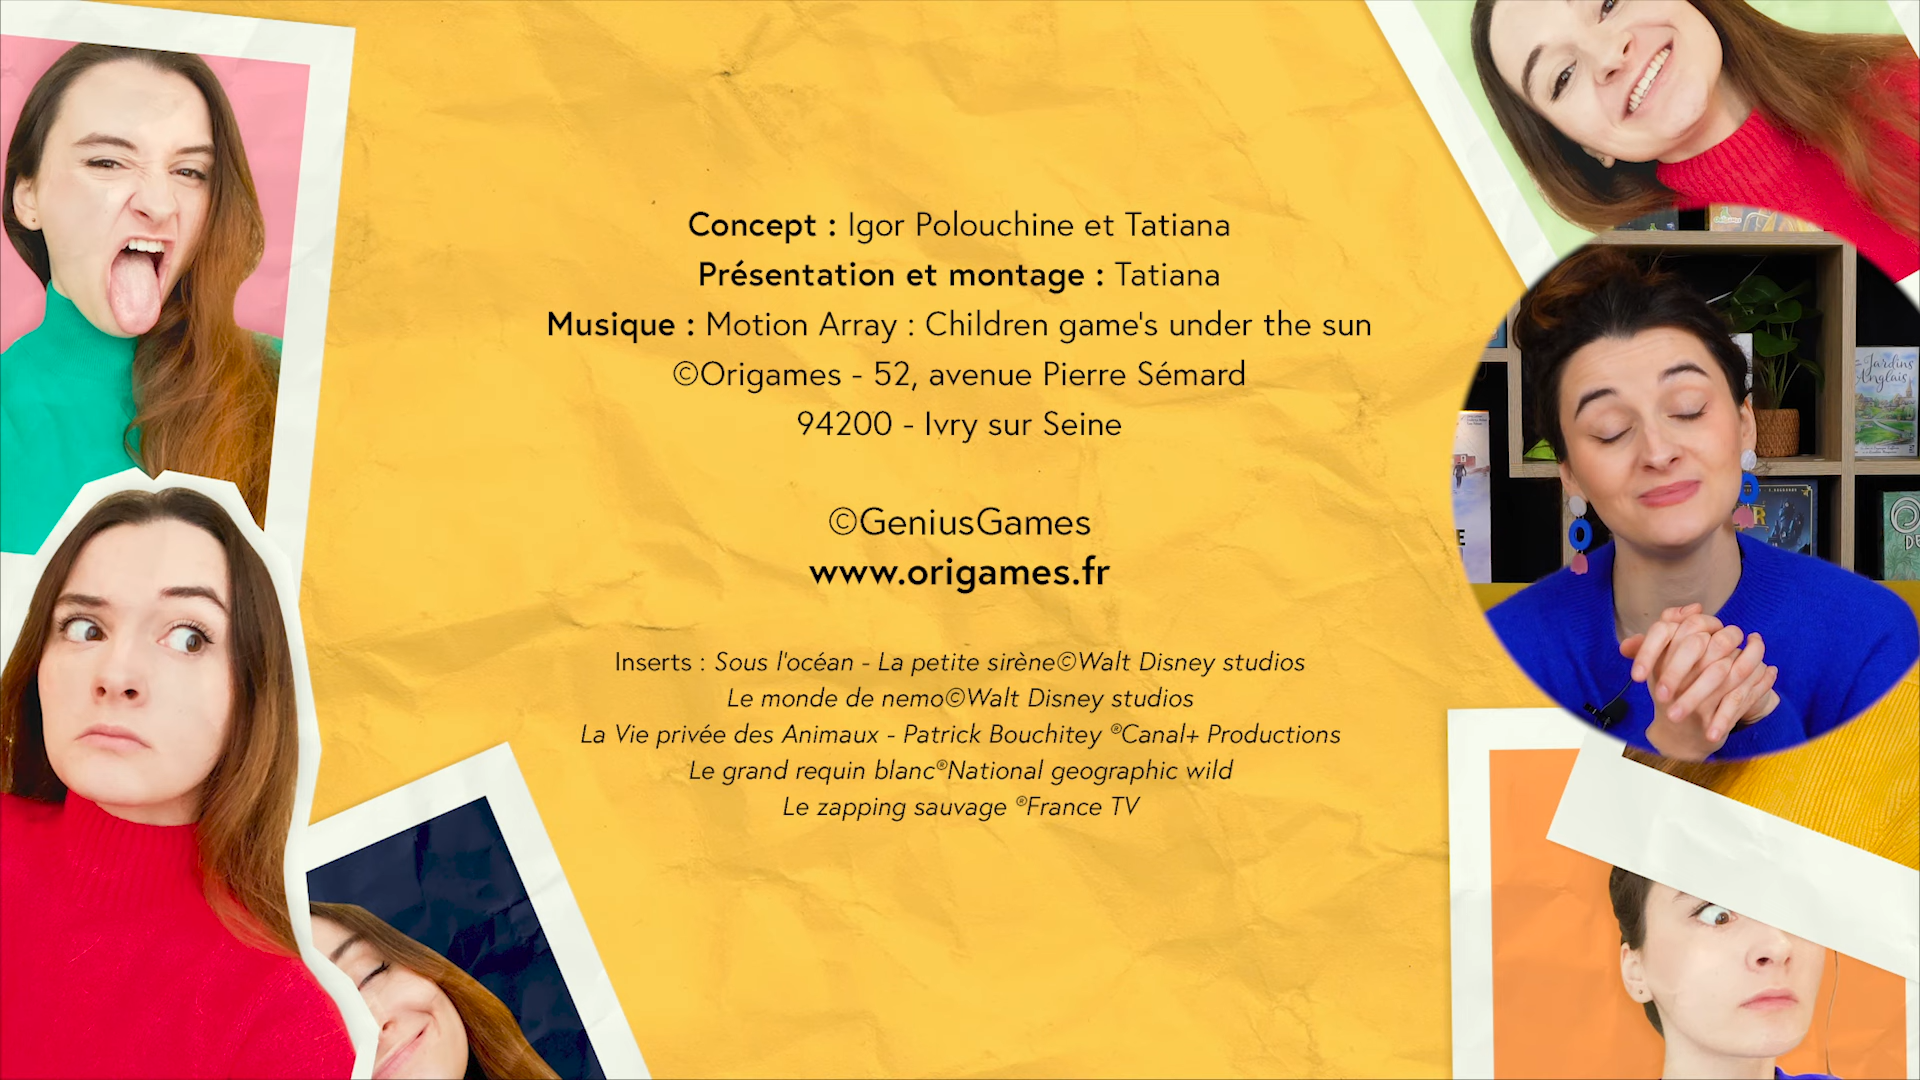 Concept : Igor Polouchine et Tatiana
Présentation et montage : Tatiana
Musique : Motion Array : Children game's under the sun
©Origames - 52, avenue Pierre Sémard
94200 - Ivry sur Seine
©GeniusGames
www.origames.fr
Inserts : Sous l'océan - La petite sirène©Walt Disney studios
Le monde de nemo©Walt Disney studios
La Vie privée des Animaux - Patrick Bouchitey ®Canal+ Productions
Le grand requin blanc®National geographic wild
Le zapping sauvage ®France TV
Jardins
Anglais